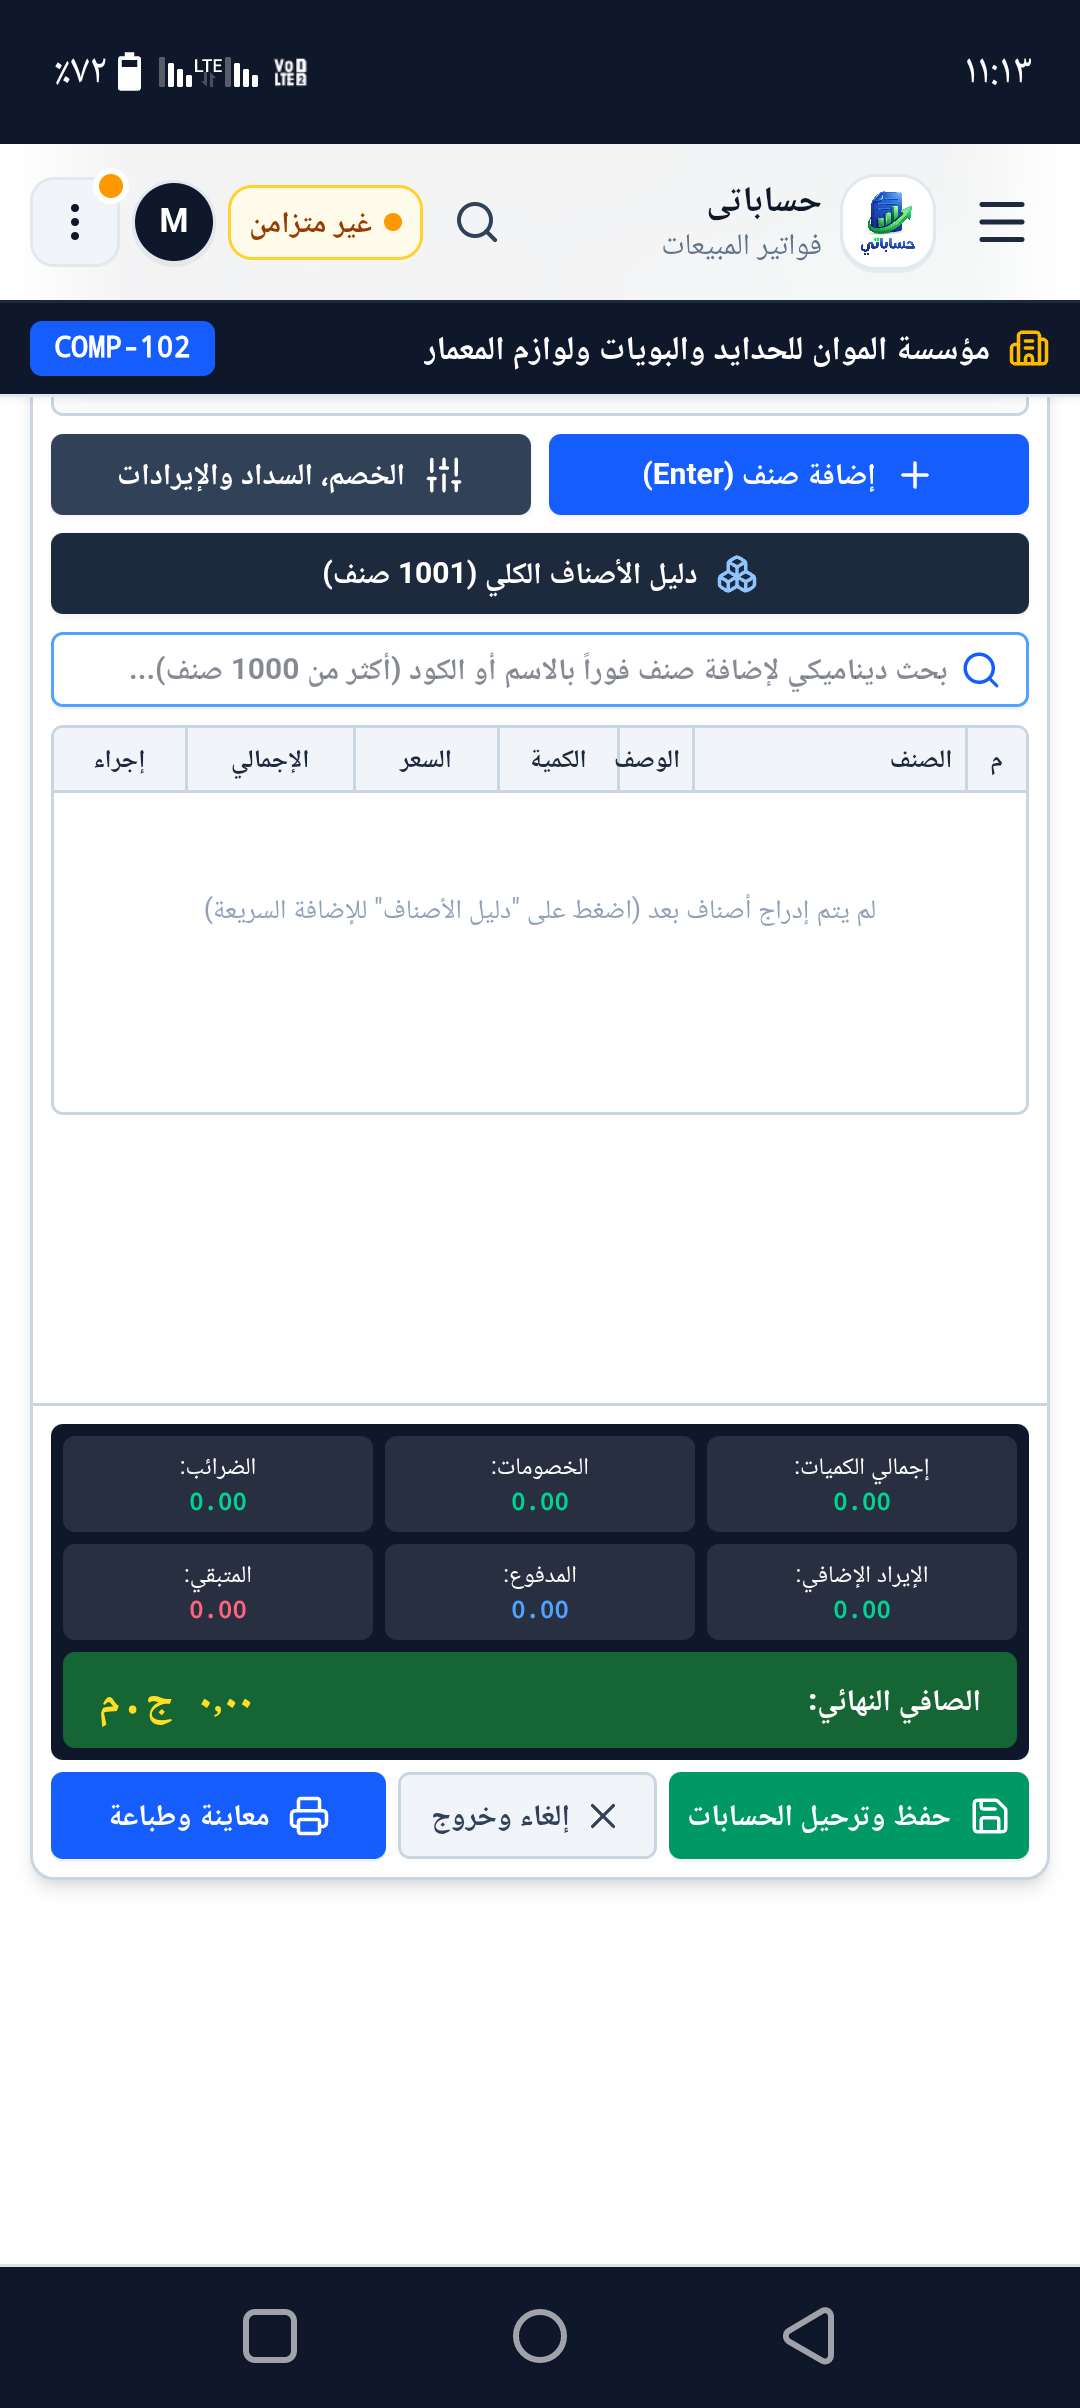 ١١:١٣
LTE
Vo LTE
٪٧٢
حساباتى
فواتير المبيعات
حساباتي
غير متزامن
M
مؤسسة الموان للحدايد والبويات ولوازم المعمار
COMP-102
إضافة صنف (Enter)
الخصم، السداد والإيرادات
دليل الأصناف الكلي (1001 صنف)
بحث ديناميكي لإضافة صنف فوراً بالاسم أو الكود (أكثر من 1000 صنف)...
م الصنف الوصف الكمية السعر الإجمالي إجراء
لم يتم إدراج أصناف بعد (اضغط على "دليل الأصناف" للإضافة السريعة)
إجمالي الكميات: الخصومات: الضرائب:
0.00 0.00 0.00
الإيراد الإضافي: المدفوع: المتبقي:
0.00 0.00 0.00
الصافي النهائي: ٠,٠٠ ج.م
حفظ وترحيل الحسابات
إلغاء وخروج
معاينة وطباعة